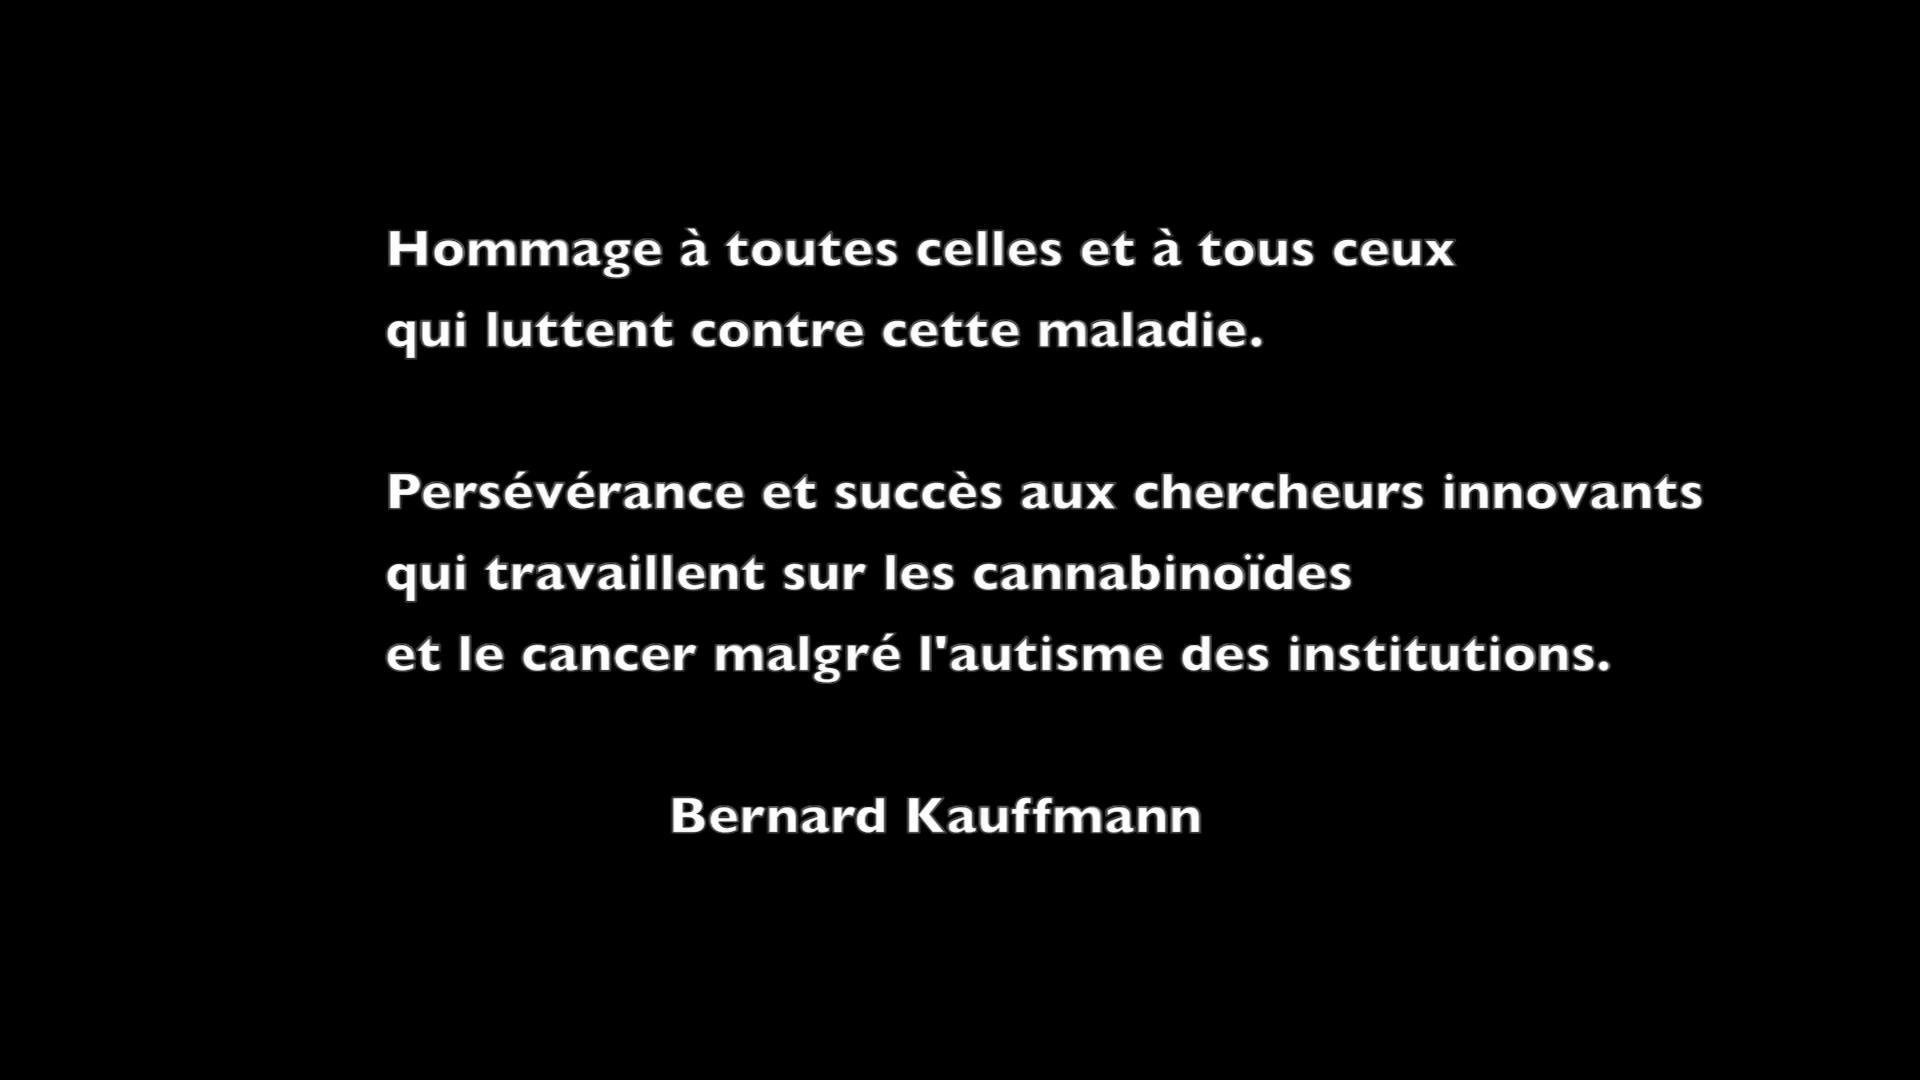 Hommage à toutes celles et à tous ceux
qui luttent contre cette maladie.
Persévérance et succès aux chercheurs innovants
qui travaillent sur les cannabinoïdes
et le cancer malgré l'autisme des institutions.
Bernard Kauffmann